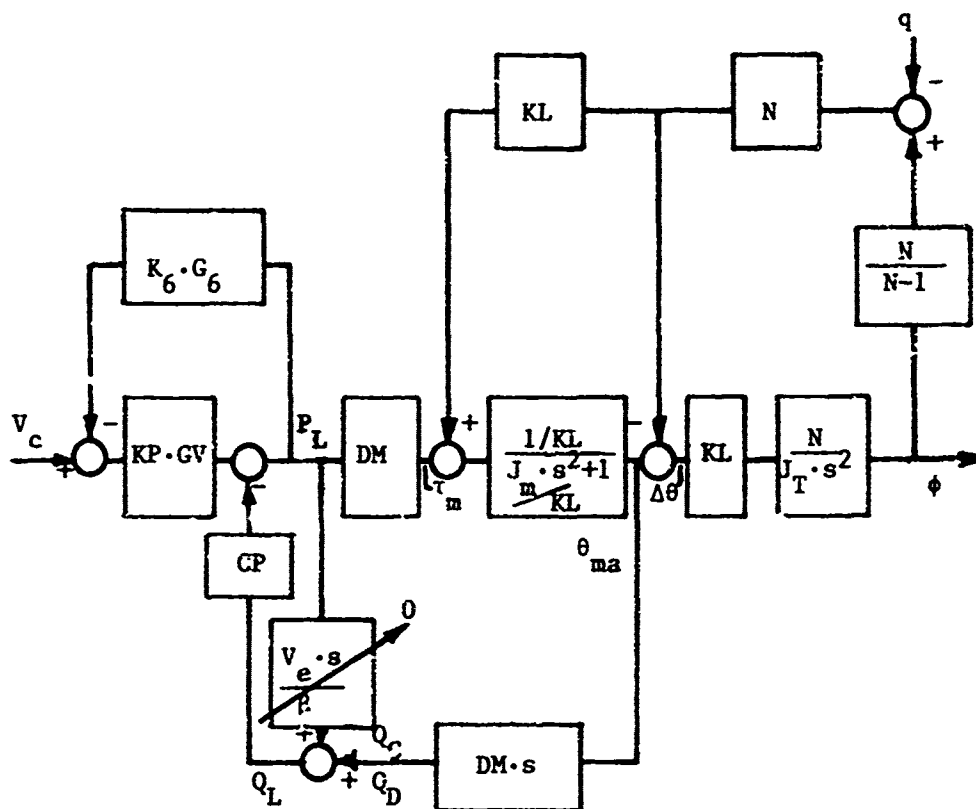 q
-
KL
N
+
K6·G6
N
N-1
Vc
-
+
KP·GV
-
PL
DM
+
τm
1/KL
Jm·s²+1
KL
-
Δθ
KL
N
JT·s²
φ
θma
CP
0
Ve·s
β
+
QC
QL
+
QD
DM·s